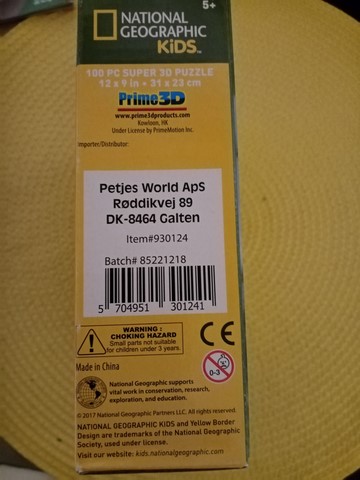 5+
NATIONAL
GEOGRAPHIC
KiDS™
100 PC SUPER 3D PUZZLE
12 x 9 in • 31 x 23 cm
Prime3D
www.prime3dproducts.com
Kowloon, HK
Under License by PrimeMotion Inc.
Importer/Distributor:
Petjes World ApS
Røddikvej 89
DK-8464 Galten
Item#930124
Batch# 85221218
5 704951 301241
WARNING :
CHOKING HAZARD
Small parts not suitable
for children under 3 years.
CE
0-3
Made in China
National Geographic supports
vital work in conservation, research,
exploration, and education.
© 2017 National Geographic Partners LLC. All rights reserved.
NATIONAL GEOGRAPHIC KiDS and Yellow Border
Design are trademarks of the National Geographic
Society, used under license.
Visit our website: kids.nationalgeographic.com